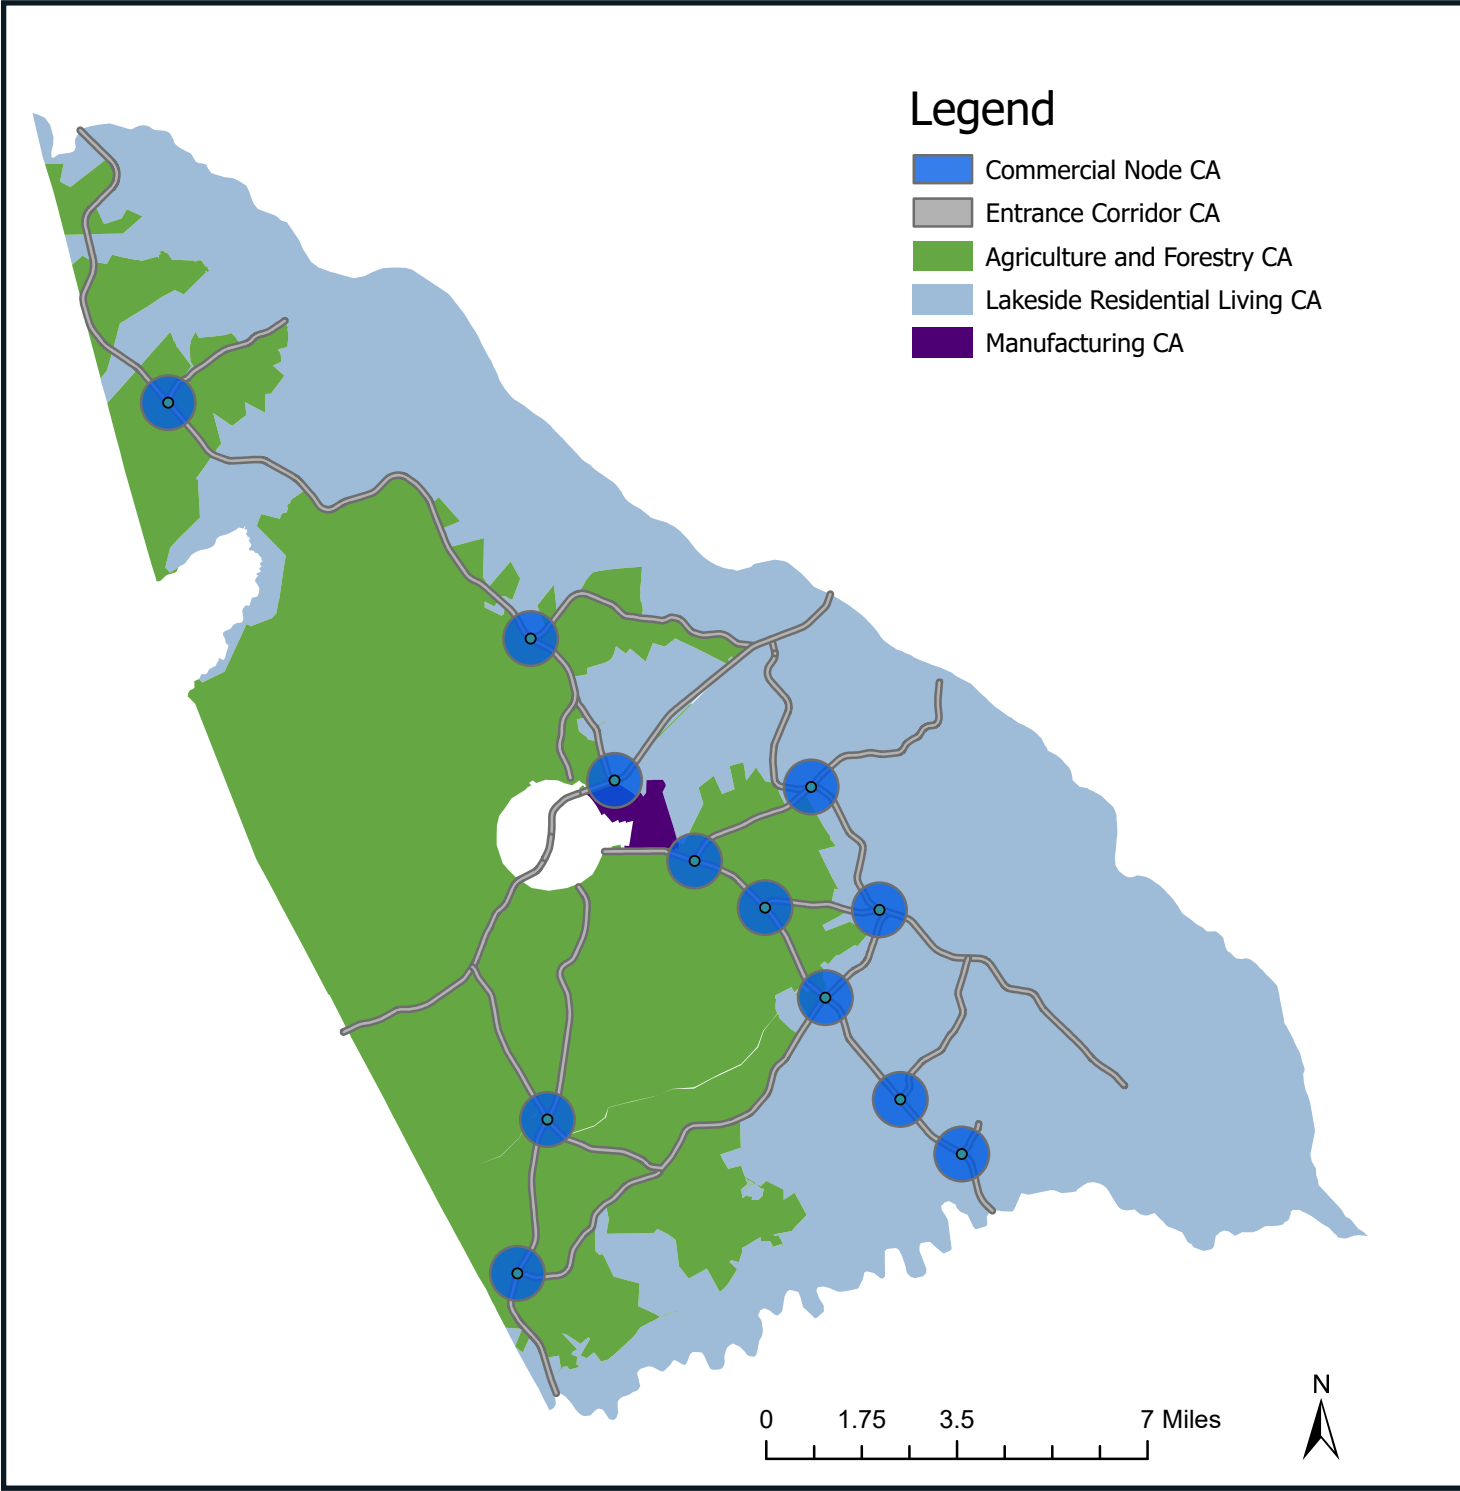 Legend
Commercial Node CA
Entrance Corridor CA
Agriculture and Forestry CA
Lakeside Residential Living CA
Manufacturing CA
N
0 1.75 3.5 7 Miles